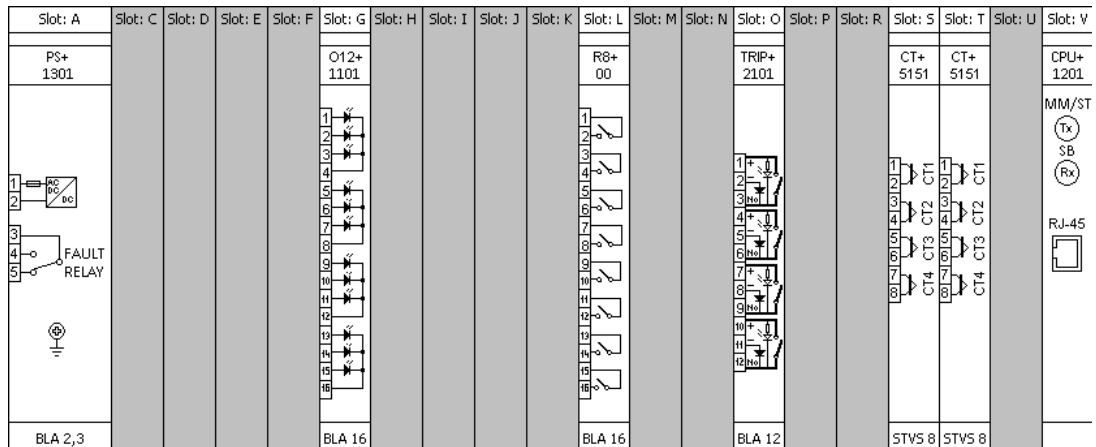 Slot: A Slot: C Slot: D Slot: E Slot: F Slot: G Slot: H Slot: I Slot: J Slot: K Slot: L Slot: M Slot: N Slot: O Slot: P Slot: R Slot: S Slot: T Slot: U Slot: V
PS+ O12+ R8+ TRIP+ CT+ CT+ CPU+
1301 1101 00 2101 5151 5151 1201
1
2
AC
DC
DC
3
4
5
FAULT
RELAY
1
2
3
4
5
6
7
8
9
10
11
12
13
14
15
16
1
2
3
4
5
6
7
8
9
10
11
12
13
14
15
16
1 +
2 -
3 No
4 +
5 -
6 No
7 +
8 -
9 No
10 +
11 -
12 No
1
2
CT1
3
4
CT2
5
6
CT3
7
8
CT4
1
2
CT1
3
4
CT2
5
6
CT3
7
8
CT4
MM/ST
Tx
SB
Rx
RJ-45
BLA 2,3 BLA 16 BLA 16 BLA 12 STVS 8 STVS 8